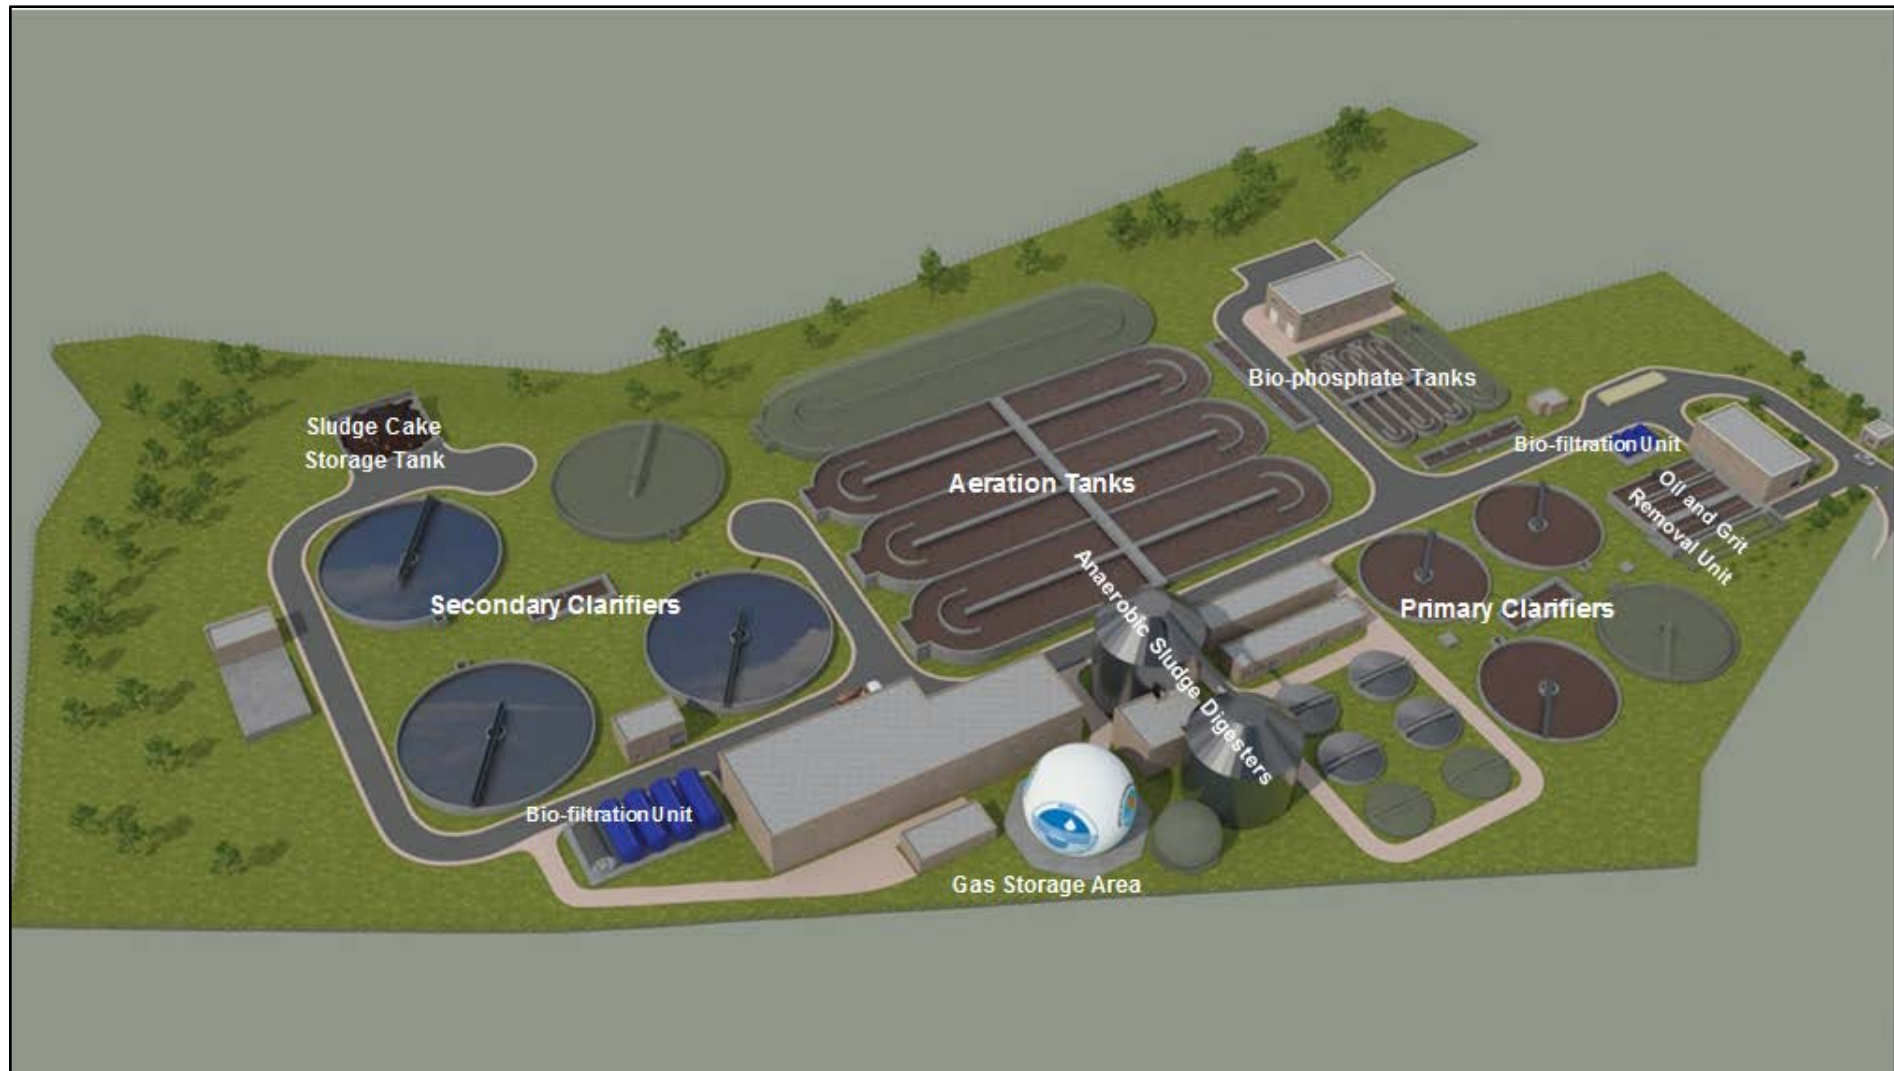 Bio-phosphate Tanks
Sludge Cake
Storage Tank
Bio-filtration Unit
Aeration Tanks
Oil and Grit
Removal Unit
Anaerobic Sludge Digesters
Secondary Clarifiers
Primary Clarifiers
Bio-filtration Unit
Gas Storage Area